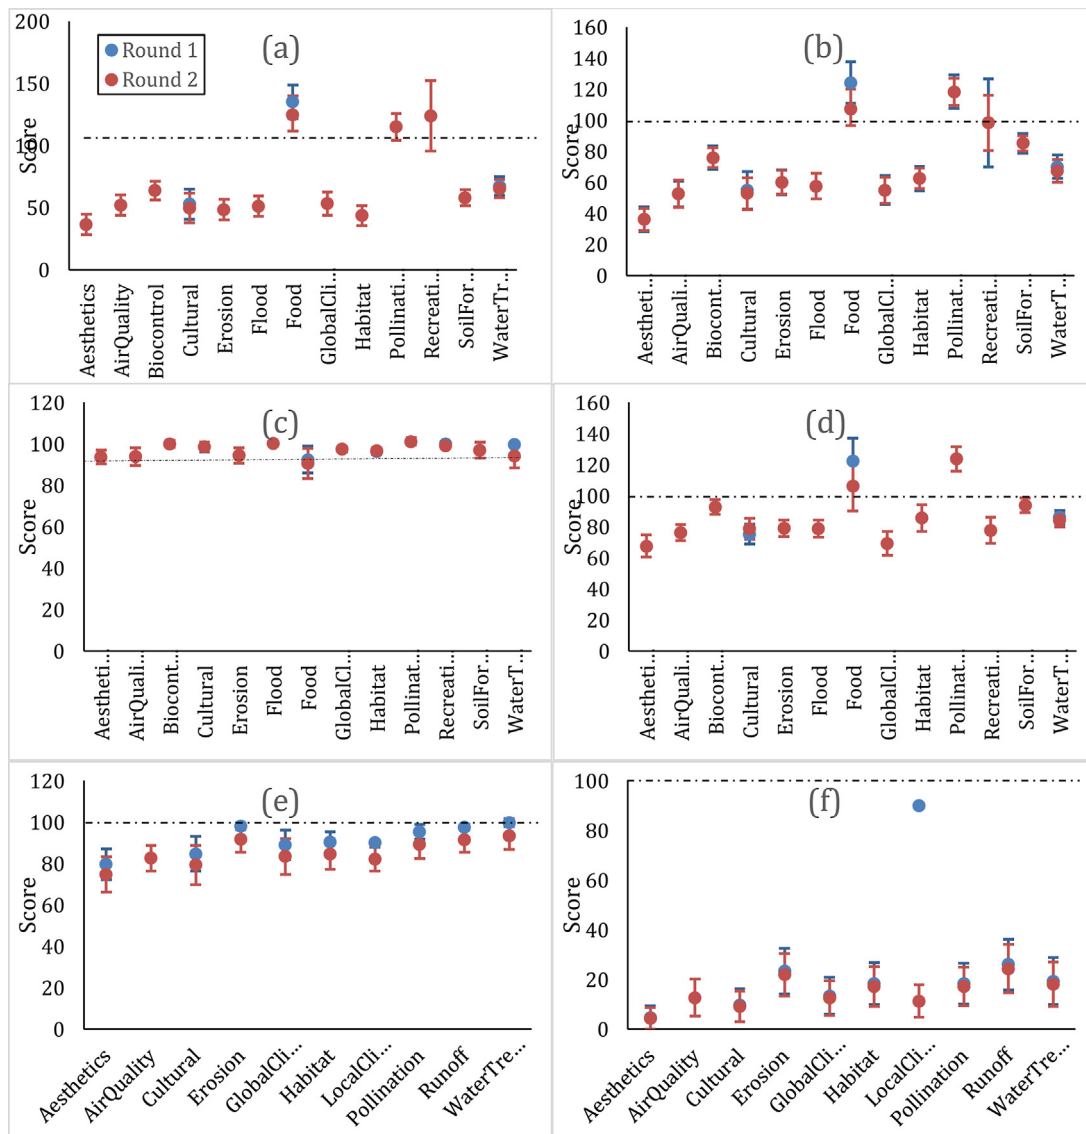 200
150
100
50
0
Score
Round 1
Round 2
(a)
Aesthetics
AirQuality
Biocontrol
Cultural
Erosion
Flood
Food
GlobalCli...
Habitat
Pollinati...
Recreati...
SoilFor...
WaterTr...
160
140
120
100
80
60
40
20
0
Score
(b)
Aestheti...
AirQuali...
Biocont...
Cultural
Erosion
Flood
Food
GlobalCl...
Habitat
Pollinat...
Recreati...
SoilFor...
WaterT...
120
100
80
60
40
20
0
Score
(c)
Aestheti...
AirQuali...
Biocont...
Cultural
Erosion
Flood
Food
GlobalCl...
Habitat
Pollinat...
Recreati...
SoilFor...
WaterT...
160
140
120
100
80
60
40
20
0
Score
(d)
Aestheti...
AirQuali...
Biocont...
Cultural
Erosion
Flood
Food
GlobalCl...
Habitat
Pollinat...
Recreati...
SoilFor...
WaterT...
120
100
80
60
40
20
0
Score
(e)
Aesthetics
AirQuality
Cultural
Erosion
GlobalCli...
Habitat
LocalCli...
Pollination
Runoff
WaterTre...
100
80
60
40
20
0
Score
(f)
Aesthetics
AirQuality
Cultural
Erosion
GlobalCli...
Habitat
LocalCli...
Pollination
Runoff
WaterTre...